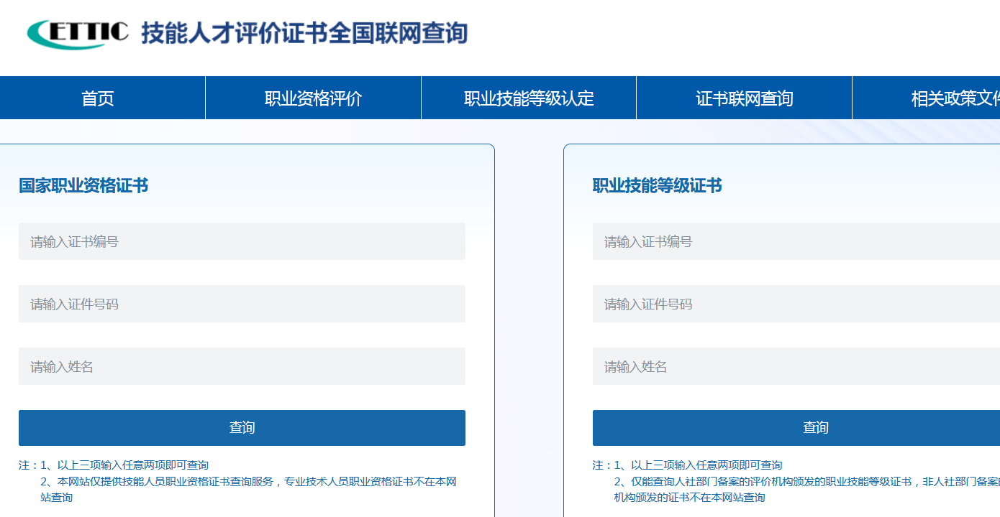 CETTIC 技能人才评价证书全国联网查询
首页 职业资格评价 职业技能等级认定 证书联网查询 相关政策文件
国家职业资格证书
请输入证书编号
请输入证件号码
请输入姓名
查询
注：1、以上三项输入任意两项即可查询
2、本网站仅提供技能人员职业资格证书查询服务，专业技术人员职业资格证书不在本网
站查询
职业技能等级证书
请输入证书编号
请输入证件号码
请输入姓名
查询
注：1、以上三项输入任意两项即可查询
2、仅能查询人社部门备案的评价机构颁发的职业技能等级证书，非人社部门备案的
机构颁发的证书不在本网站查询